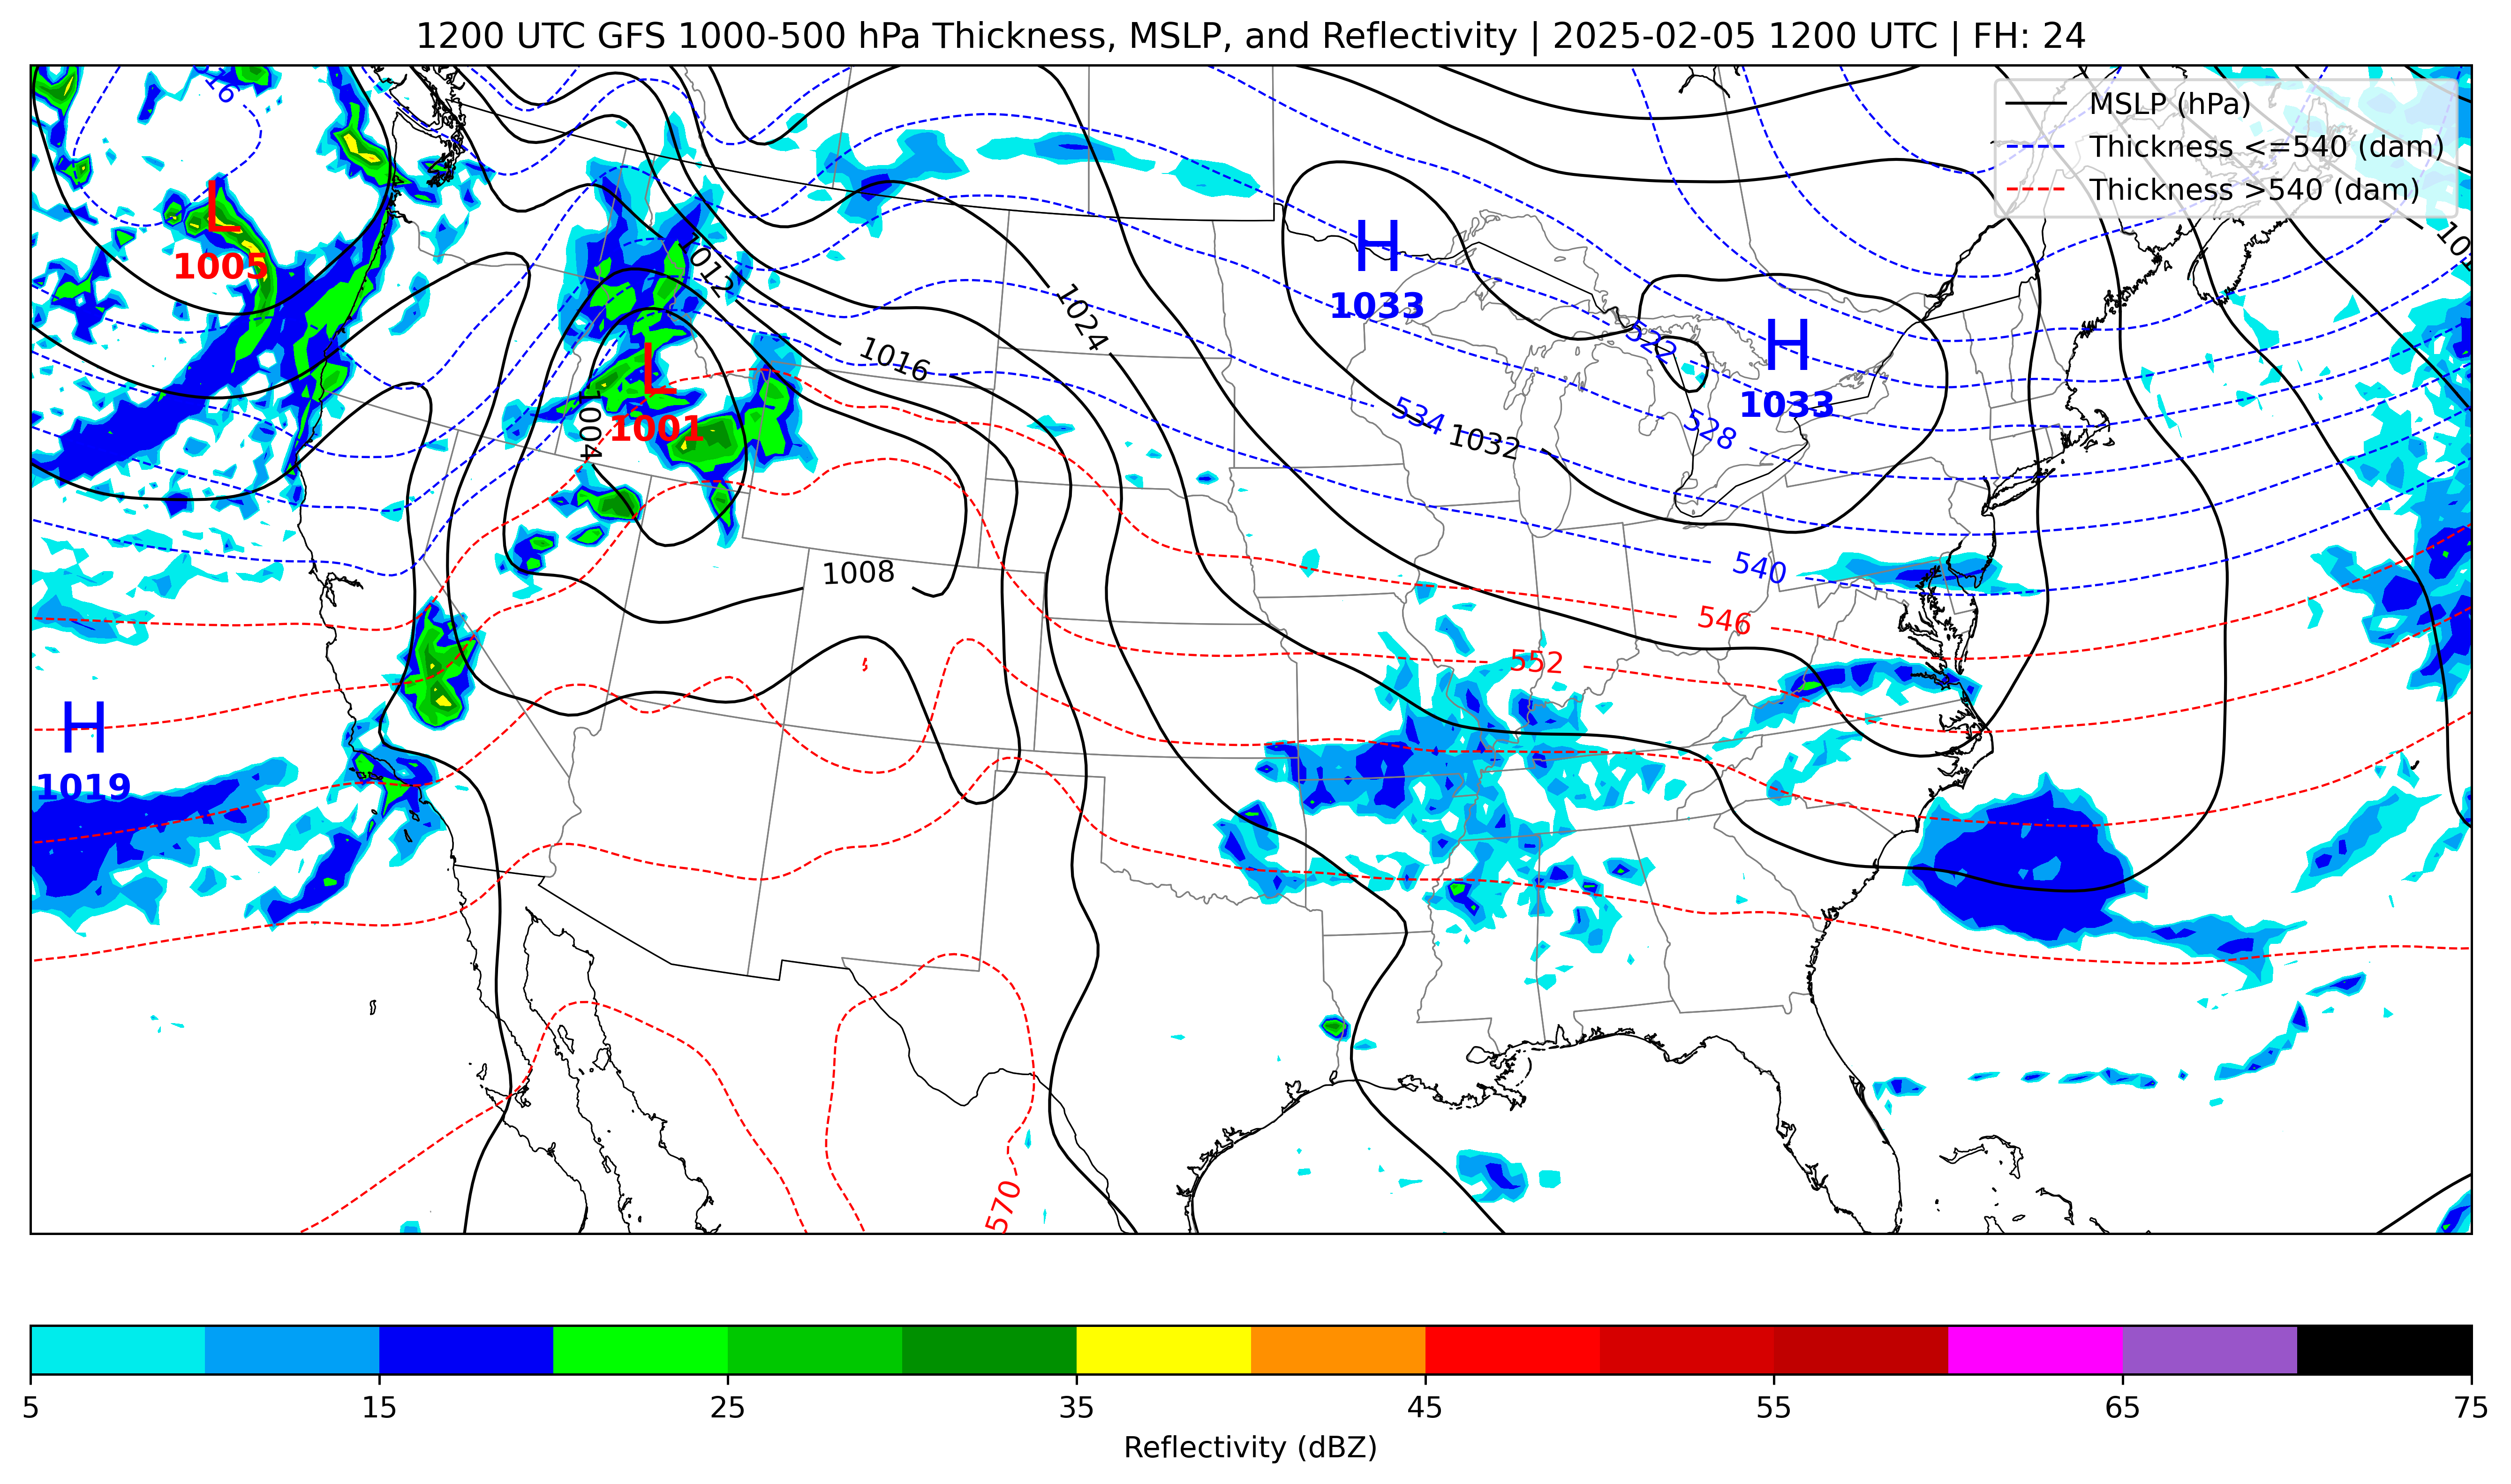 1200 UTC GFS 1000-500 hPa Thickness, MSLP, and Reflectivity | 2025-02-05 1200 UTC | FH: 24
MSLP (hPa)
Thickness <=540 (dam)
Thickness >540 (dam)
L
1005
1012
H
1033
1024
H
1033
522
1016
L
1001
1004
534
528
1032
1008
540
546
552
H
1019
570
5
15
25
35
45
55
65
75
Reflectivity (dBZ)